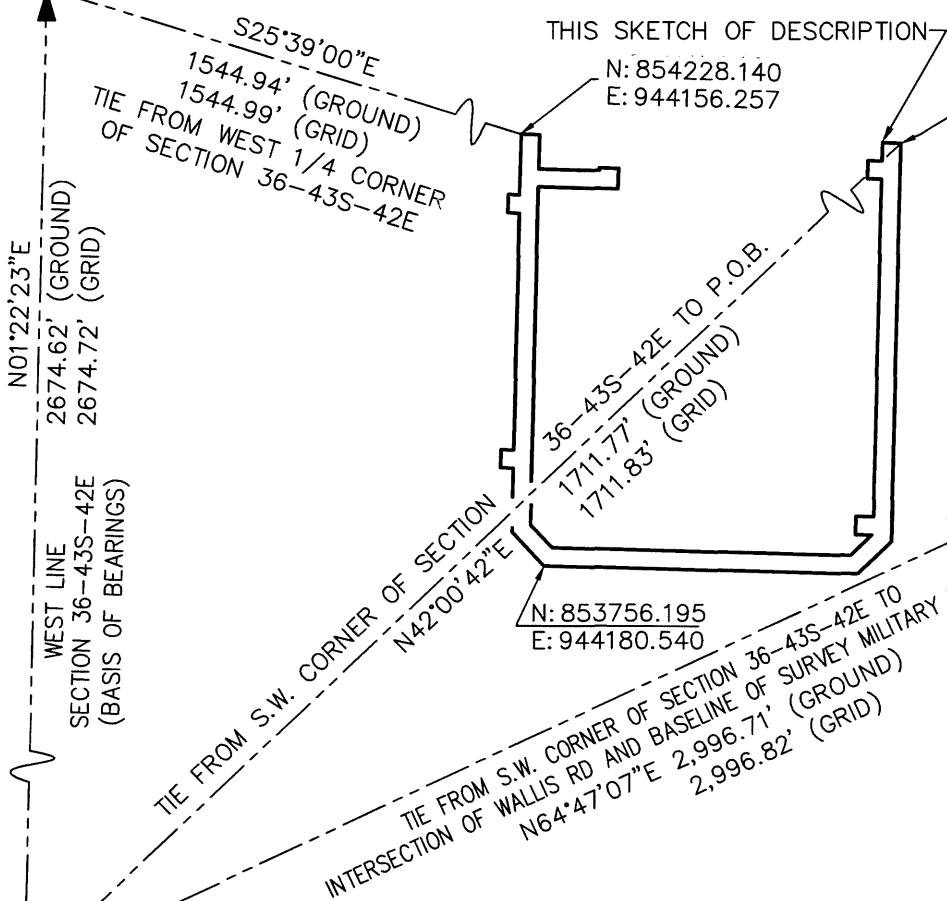 THIS SKETCH OF DESCRIPTION
S25°39'00"E
1544.94' (GROUND)
1544.99' (GRID)
TIE FROM WEST 1/4 CORNER
OF SECTION 36-43S-42E
N: 854228.140
E: 944156.257
N01°22'23"E
2674.62' (GROUND)
2674.72' (GRID)
WEST LINE
SECTION 36-43S-42E
(BASIS OF BEARINGS)
TIE FROM S.W. CORNER OF SECTION 36-43S-42E TO P.O.B.
N42°00'42"E
1711.77' (GROUND)
1711.83' (GRID)
N: 853756.195
E: 944180.540
TIE FROM S.W. CORNER OF SECTION 36-43S-42E TO
INTERSECTION OF WALLIS RD AND BASELINE OF SURVEY MILITARY
N64°47'07"E 2,996.71' (GROUND)
2,996.82' (GRID)